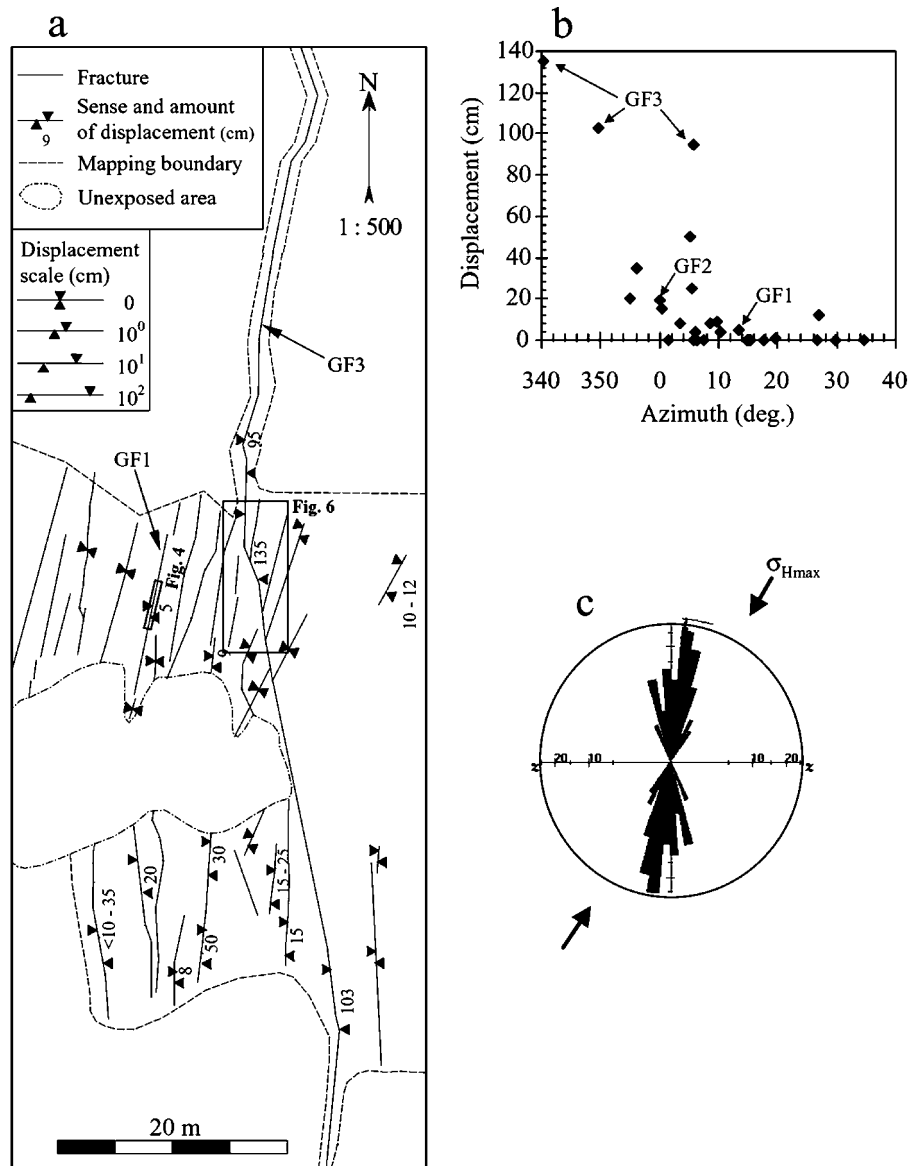 a
Fracture
Sense and amount
of displacement (cm)
9
Mapping boundary
Unexposed area
Displacement
scale (cm)
0
10⁰
10¹
10²
N
1 : 500
GF3
95
GF1
Fig. 6
Fig. 4
5
135
10 - 12
9
<10 - 35
20
8
30
50
15 - 25
15
103
20 m
b
Displacement (cm)
140
120
100
80
60
40
20
0
GF3
GF2
GF1
340 350 0 10 20 30 40
Azimuth (deg.)
c
σHmax
% 20 10 10 20 %